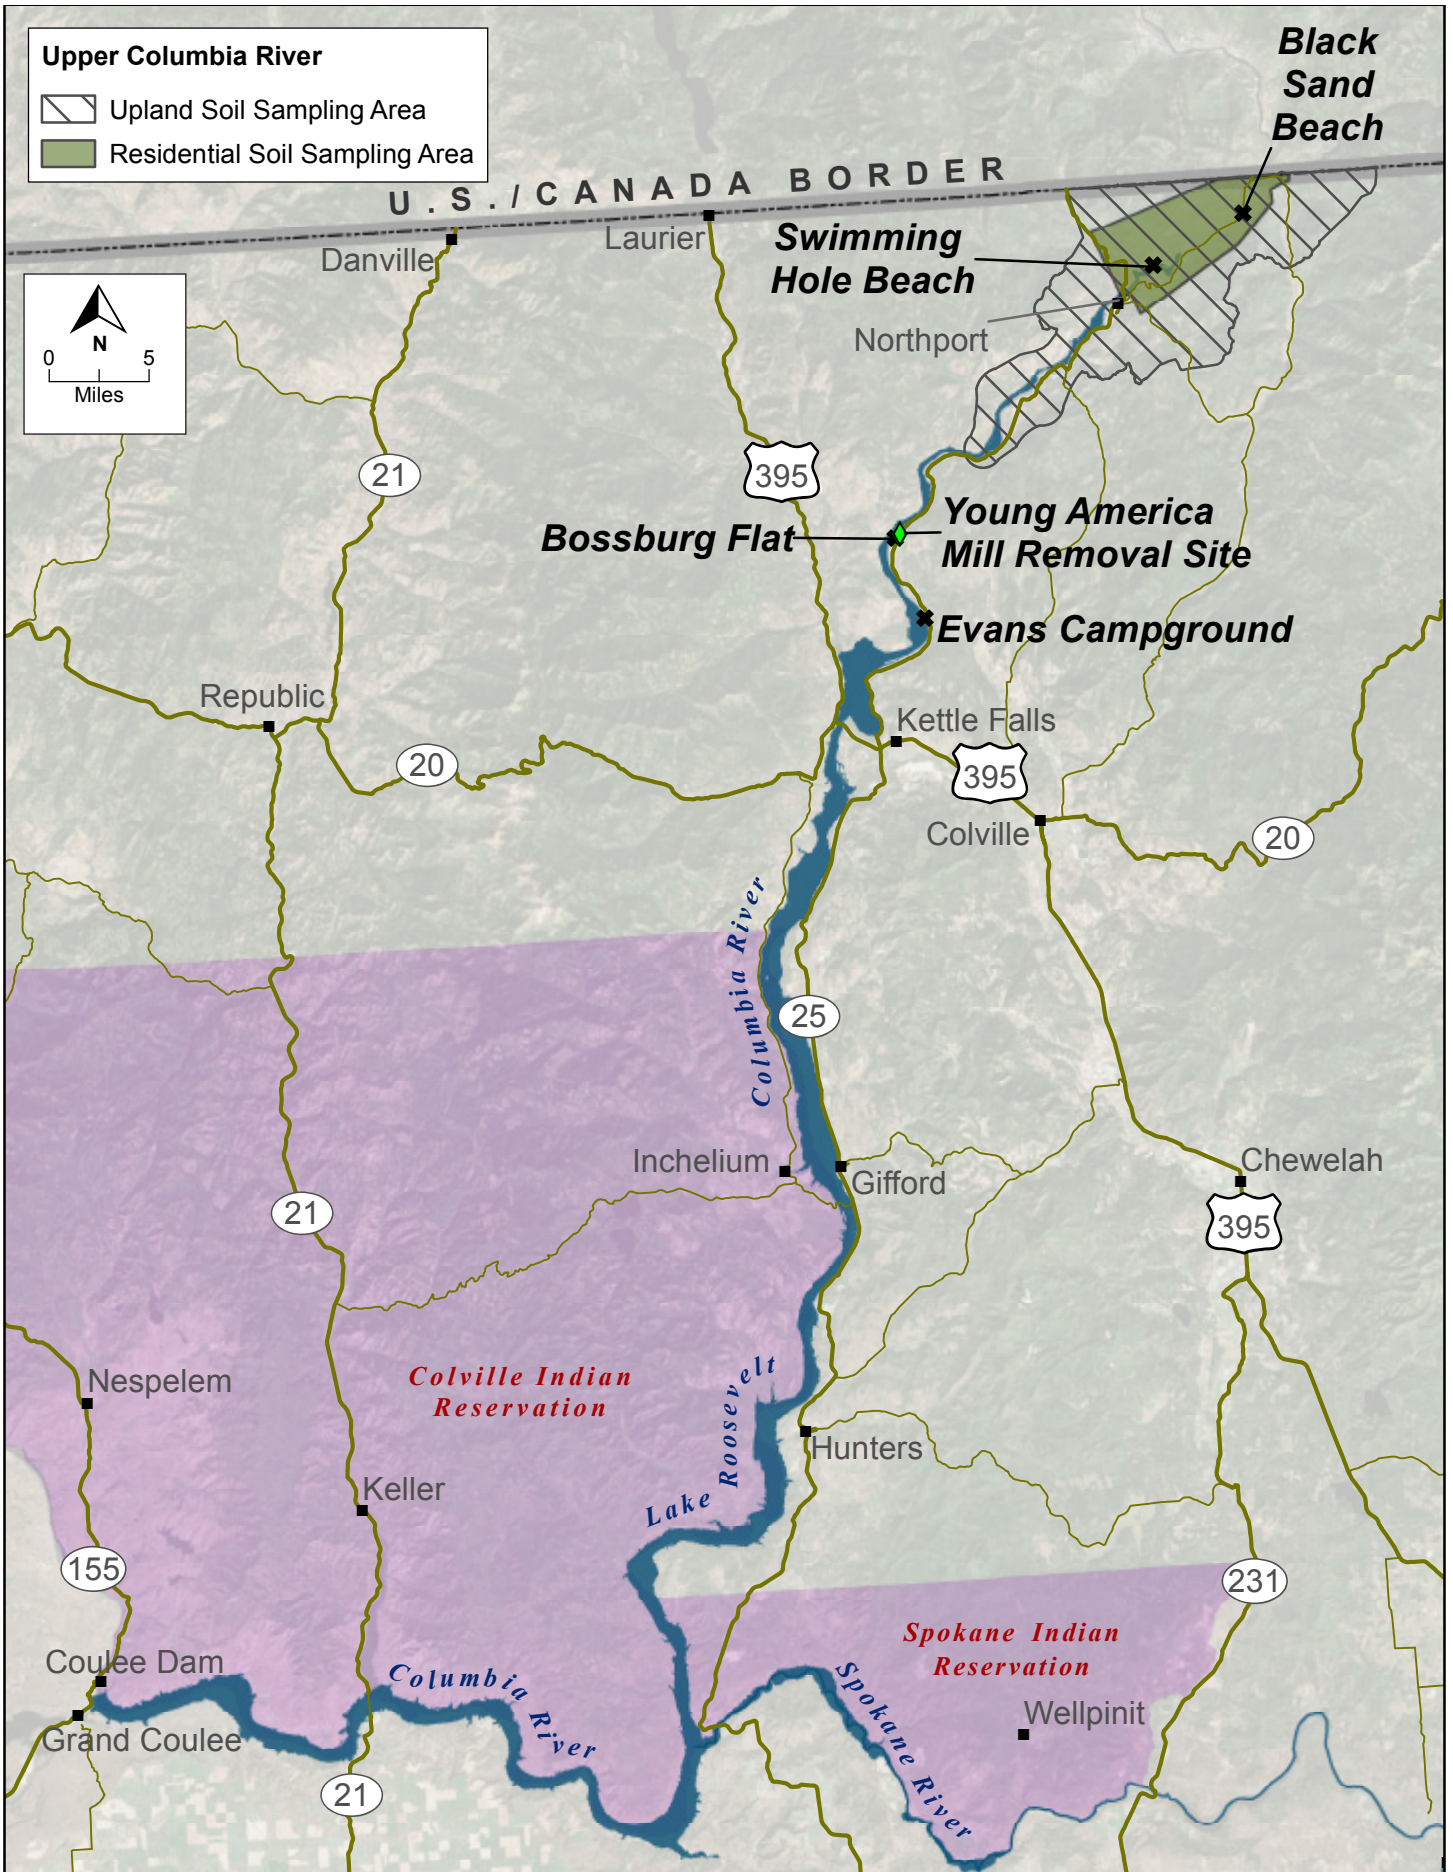 Upper Columbia River
Upland Soil Sampling Area
Residential Soil Sampling Area
Black
Sand
Beach
U.S./CANADA BORDER
Danville
Laurier
Swimming
Hole Beach
Northport
N
0 5
Miles
21
395
Bossburg Flat
Young America
Mill Removal Site
Evans Campground
Republic
20
Kettle Falls
395
Colville
20
Columbia River
25
Inchelium
Gifford
Chewelah
21
395
Nespelem
Colville Indian
Reservation
Lake Roosevelt
Hunters
Keller
155
231
Spokane Indian
Reservation
Coulee Dam
Columbia River
Spokane River
Wellpinit
Grand Coulee
21